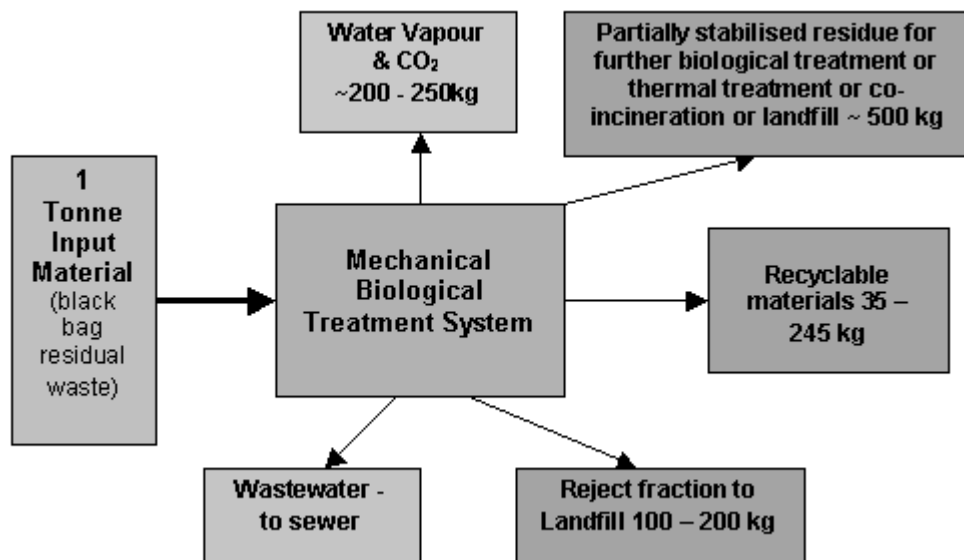 Water Vapour
& CO₂
~200 - 250kg
Partially stabilised residue for
further biological treatment or
thermal treatment or co-
incineration or landfill ~ 500 kg
1
Tonne
Input
Material
(black
bag
residual
waste)
Mechanical
Biological
Treatment System
Recyclable
materials 35 –
245 kg
Wastewater -
to sewer
Reject fraction to
Landfill 100 – 200 kg